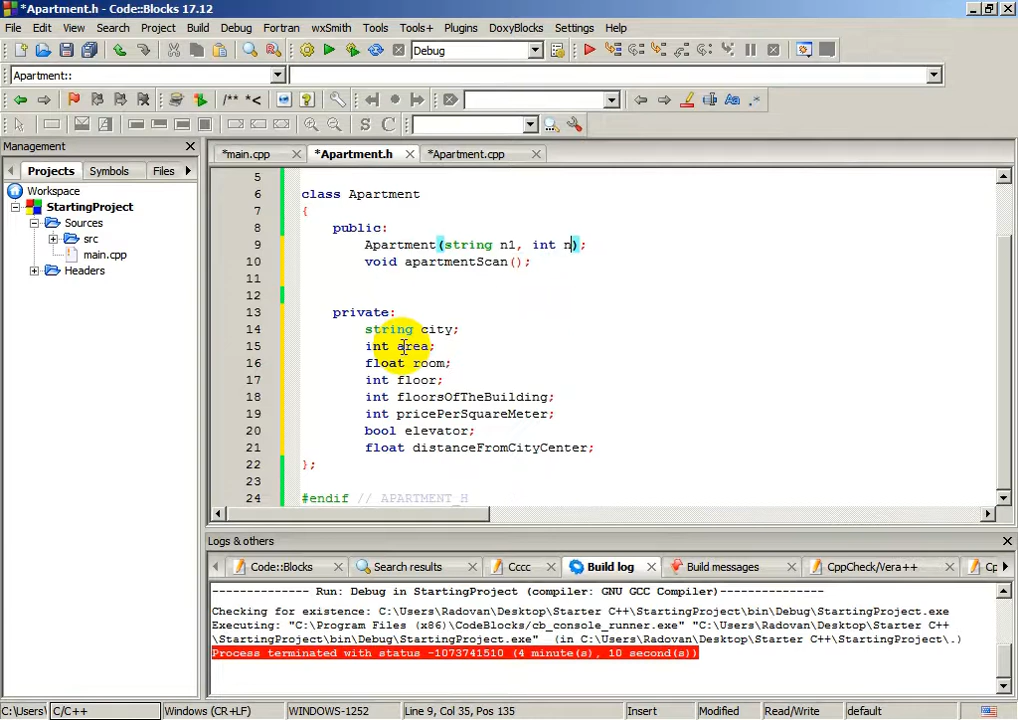 *Apartment.h - Code::Blocks 17.12
File Edit View Search Project Build Debug Fortran wxSmith Tools Tools+ Plugins DoxyBlocks Settings Help
Debug
Apartment::
/** *<
S C
Management
Projects Symbols Files
*main.cpp *Apartment.h *Apartment.cpp
Workspace
StartingProject
Sources
src
main.cpp
Headers
5
6 class Apartment
7 {
8 public:
9 Apartment(string n1, int n);
10 void apartmentScan();
11
12
13 private:
14 string city;
15 int area;
16 float room;
17 int floor;
18 int floorsOfTheBuilding;
19 int pricePerSquareMeter;
20 bool elevator;
21 float distanceFromCityCenter;
22 };
23
24 #endif // APARTMENT_H
Logs & others
Code::Blocks Search results Cccc Build log Build messages CppCheck/Vera++ Cp
-------------- Run: Debug in StartingProject (compiler: GNU GCC Compiler)---------------
Checking for existence: C:\Users\Radovan\Desktop\Starter C++\StartingProject\bin\Debug\StartingProject.exe
Executing: "C:\Program Files (x86)\CodeBlocks/cb_console_runner.exe" "C:\Users\Radovan\Desktop\Starter C++
\StartingProject\bin\Debug\StartingProject.exe" (in C:\Users\Radovan\Desktop\Starter C++\StartingProject\.)
Process terminated with status -1073741510 (4 minute(s), 10 second(s))
C:\Users\ C/C++ Windows (CR+LF) WINDOWS-1252 Line 9, Col 35, Pos 135 Insert Modified Read/Write default